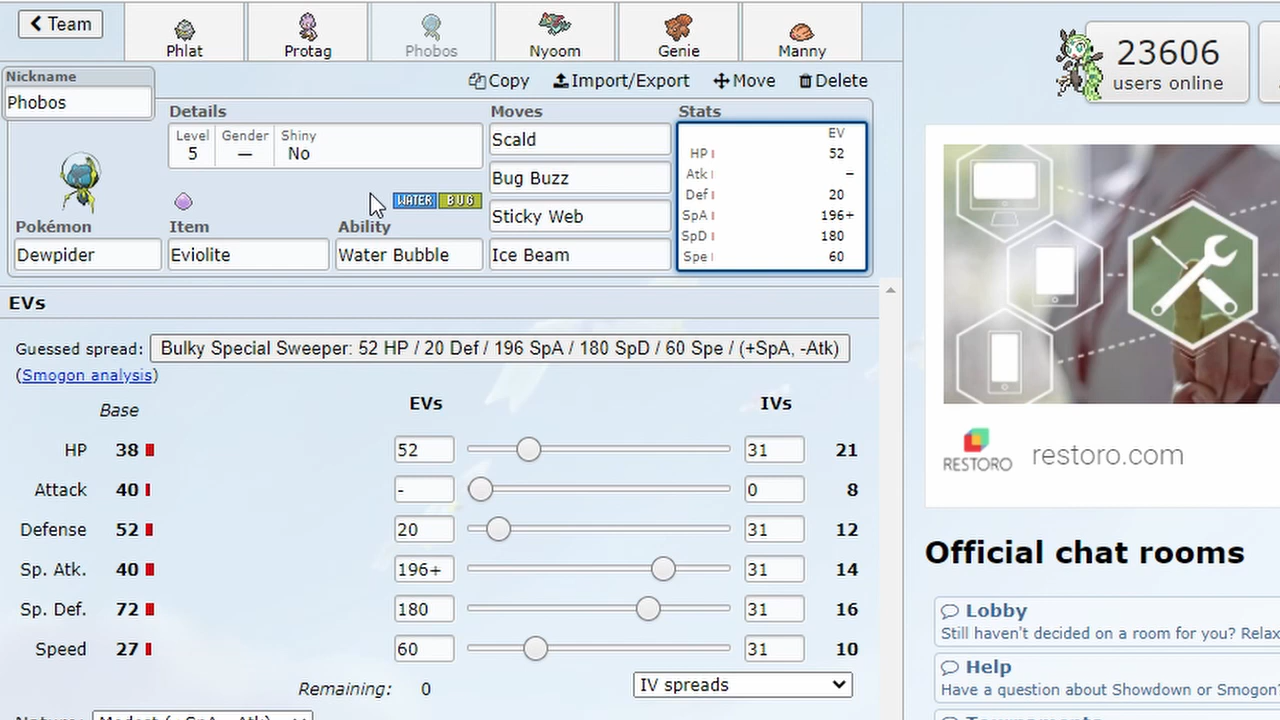 Team
Phlat
Protag
Phobos
Nyoom
Genie
Manny
Nickname
Phobos
Copy
Import/Export
Move
Delete
Details
Level
Gender
Shiny
5
—
No
WATER
BUG
Pokémon
Dewpider
Item
Eviolite
Ability
Water Bubble
Moves
Scald
Bug Buzz
Sticky Web
Ice Beam
Stats
EV
HP 52
Atk –
Def 20
SpA 196+
SpD 180
Spe 60
EVs
Guessed spread: Bulky Special Sweeper: 52 HP / 20 Def / 196 SpA / 180 SpD / 60 Spe / (+SpA, -Atk)
(Smogon analysis)
Base EVs IVs
HP 38 52 31 21
Attack 40 - 0 8
Defense 52 20 31 12
Sp. Atk. 40 196+ 31 14
Sp. Def. 72 180 31 16
Speed 27 60 31 10
Remaining: 0
IV spreads
23606
users online
RESTORO
restoro.com
Official chat rooms
Lobby
Still haven't decided on a room for you? Relax
Help
Have a question about Showdown or Smogon?